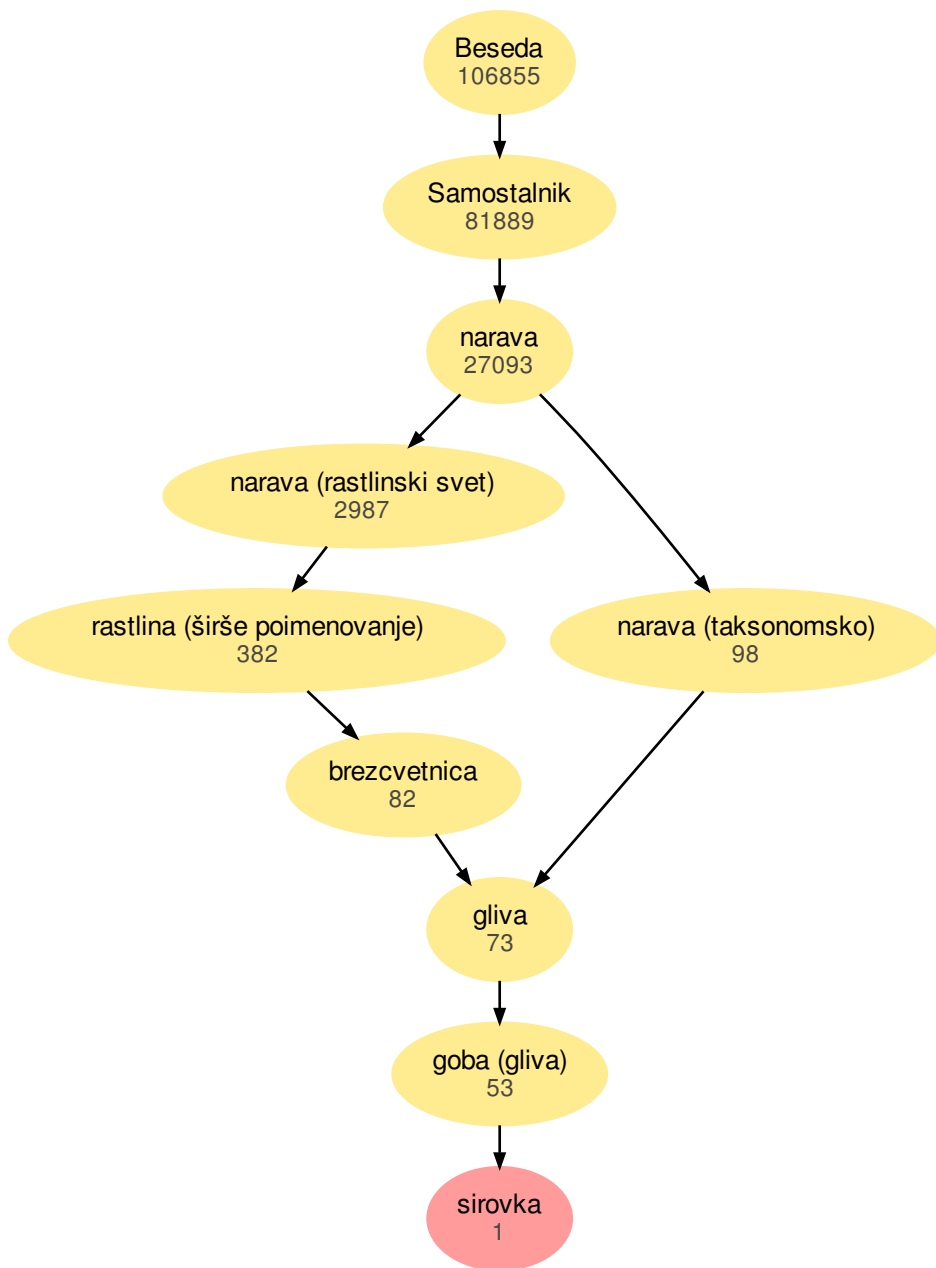 Beseda
106855
Samostalnik
81889
narava
27093
narava (rastlinski svet)
2987
rastlina (širše poimenovanje)
382
narava (taksonomsko)
98
brezcvetnica
82
gliva
73
goba (gliva)
53
sirovka
1